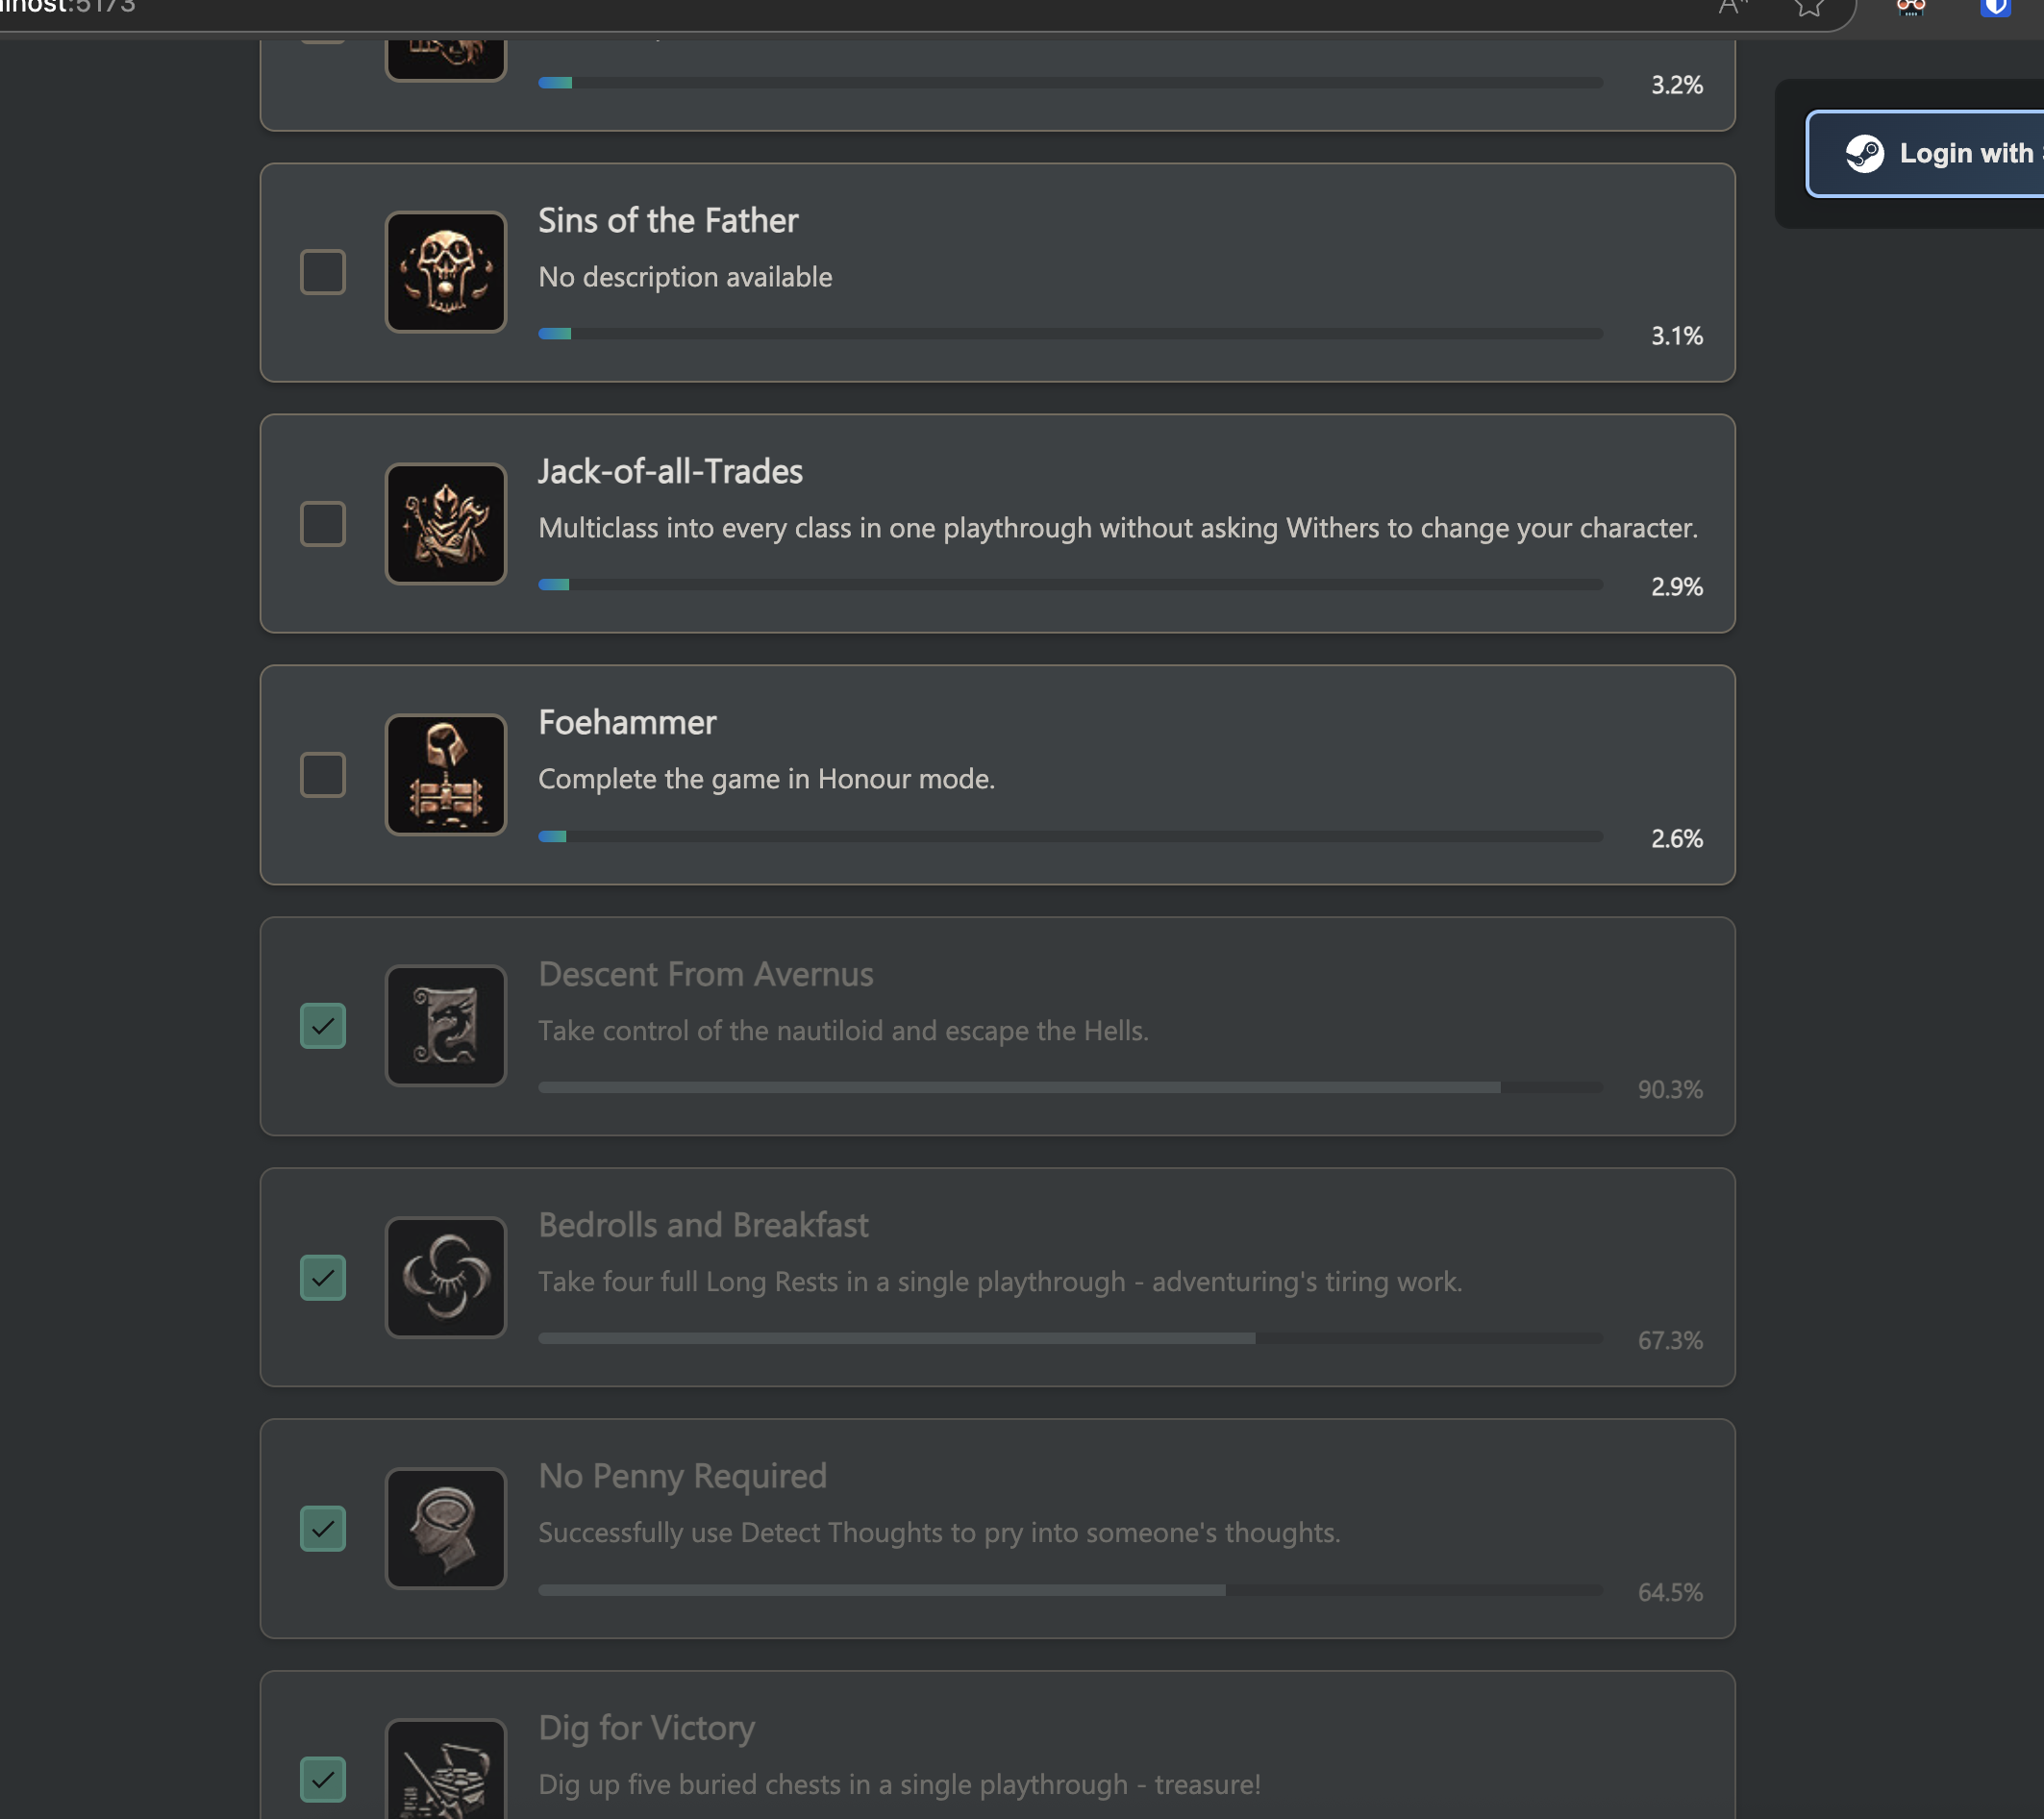 :5173
3.2%
Login with
Sins of the Father
No description available
3.1%
Jack-of-all-Trades
Multiclass into every class in one playthrough without asking Withers to change your character.
2.9%
Foehammer
Complete the game in Honour mode.
2.6%
Descent From Avernus
Take control of the nautiloid and escape the Hells.
90.3%
Bedrolls and Breakfast
Take four full Long Rests in a single playthrough - adventuring's tiring work.
67.3%
No Penny Required
Successfully use Detect Thoughts to pry into someone's thoughts.
64.5%
Dig for Victory
Dig up five buried chests in a single playthrough - treasure!